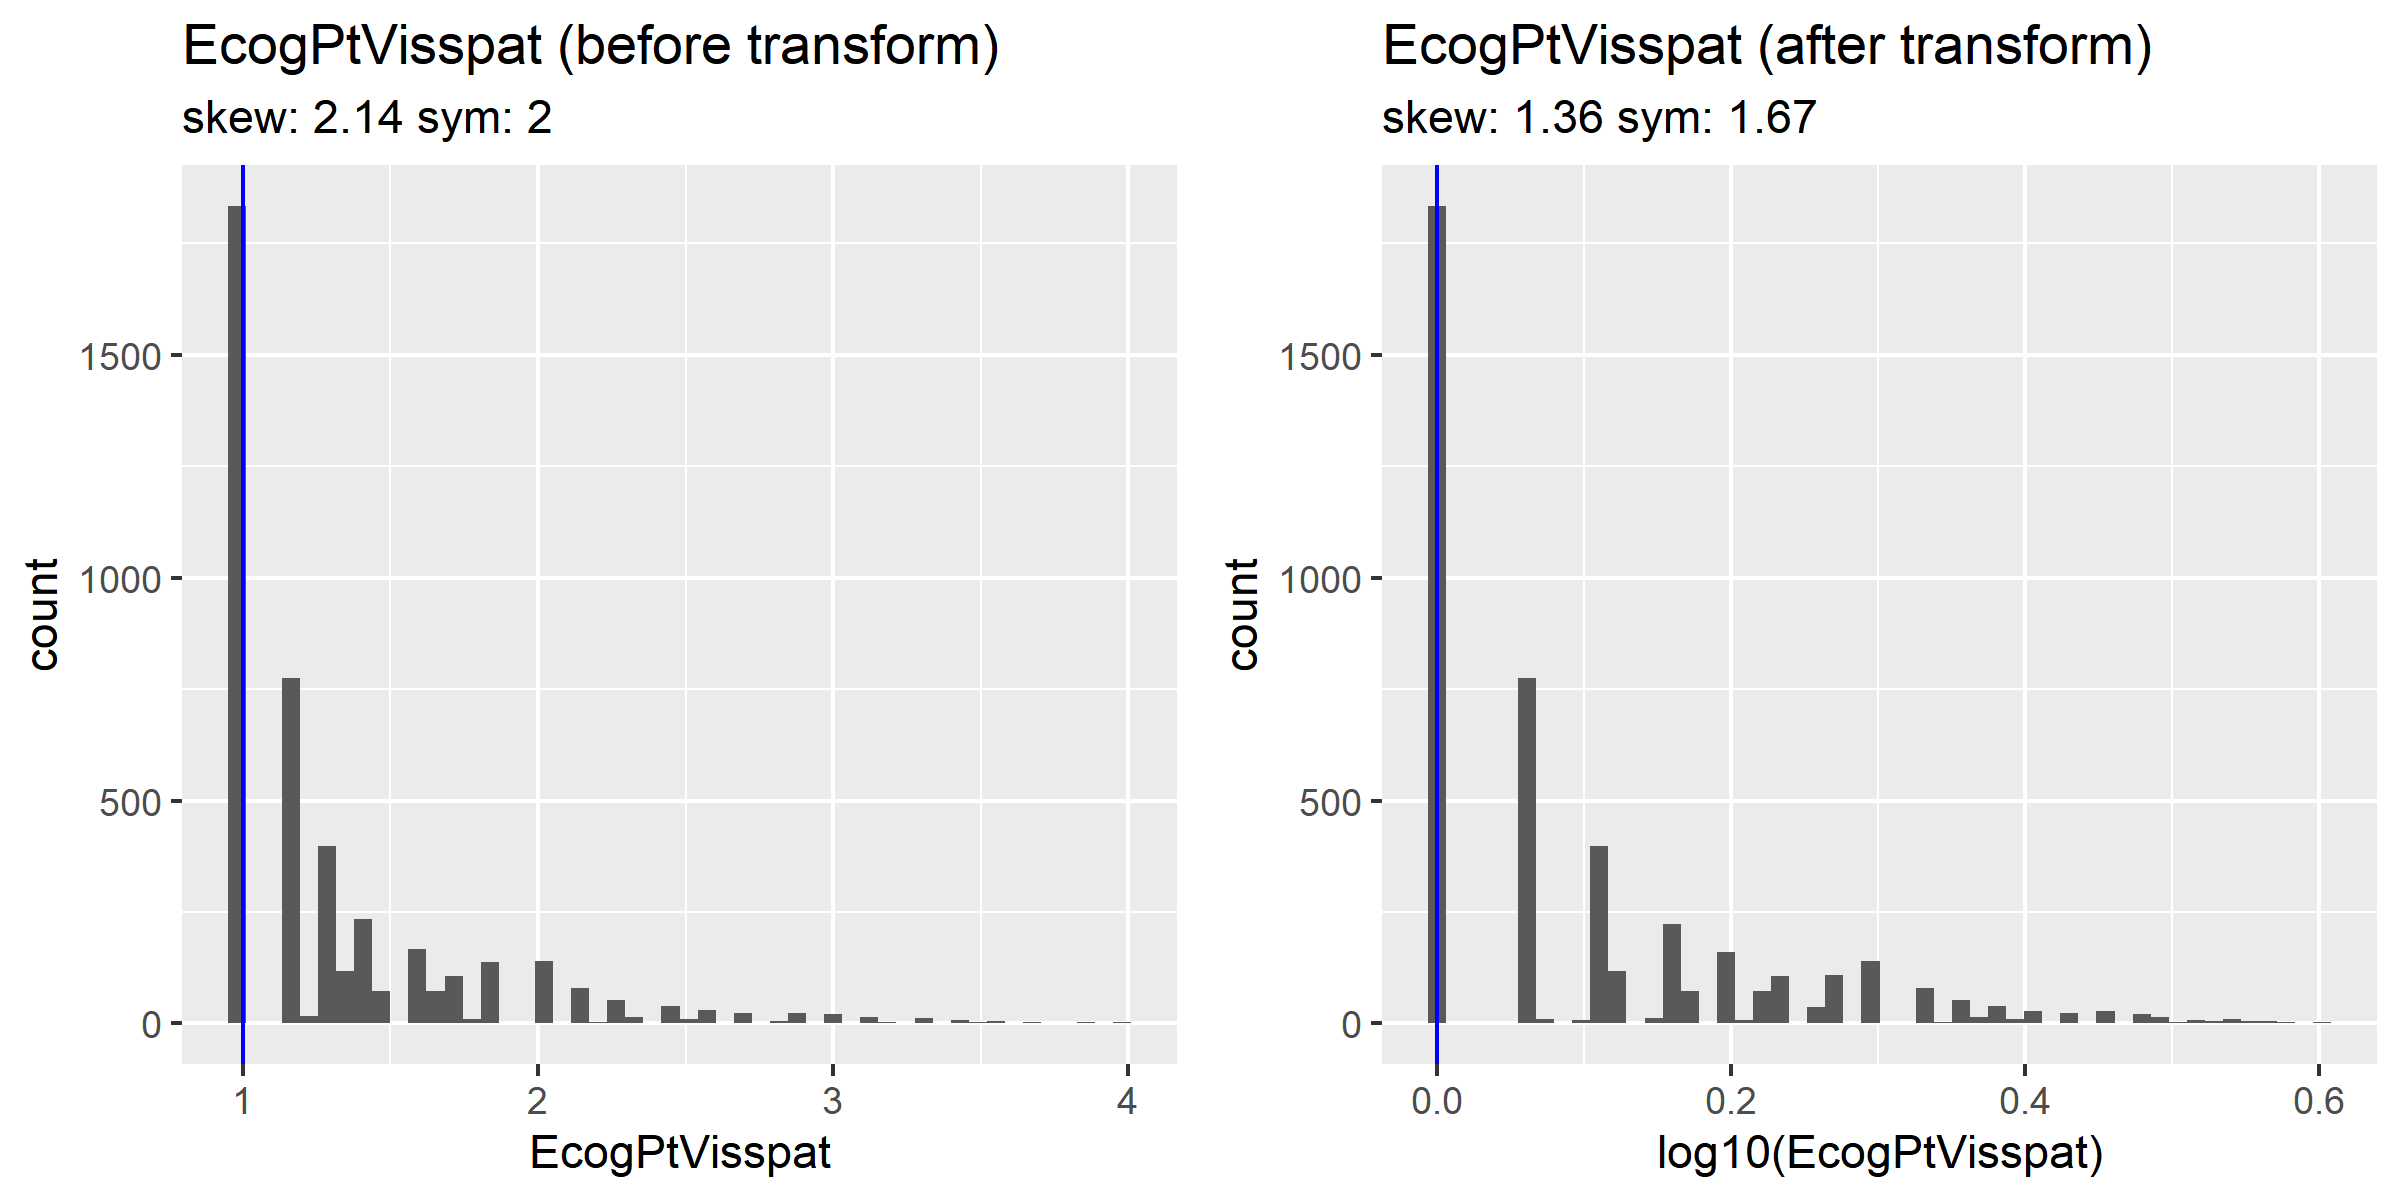 EcogPtVisspat (before transform)
skew: 2.14 sym: 2
count
1500
1000
500
0
1
2
3
4
EcogPtVisspat
EcogPtVisspat (after transform)
skew: 1.36 sym: 1.67
count
1500
1000
500
0
0.0
0.2
0.4
0.6
log10(EcogPtVisspat)